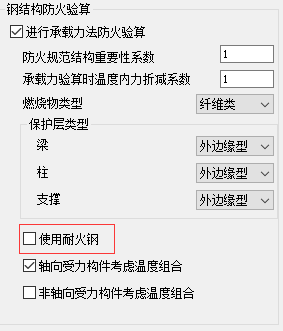 钢结构防火验算
进行承载力法防火验算
防火规范结构重要性系数 1
承载力验算时温度内力折减系数 1
燃烧物类型 纤维类
保护层类型
梁 外边缘型
柱 外边缘型
支撑 外边缘型
使用耐火钢
轴向受力构件考虑温度组合
非轴向受力构件考虑温度组合